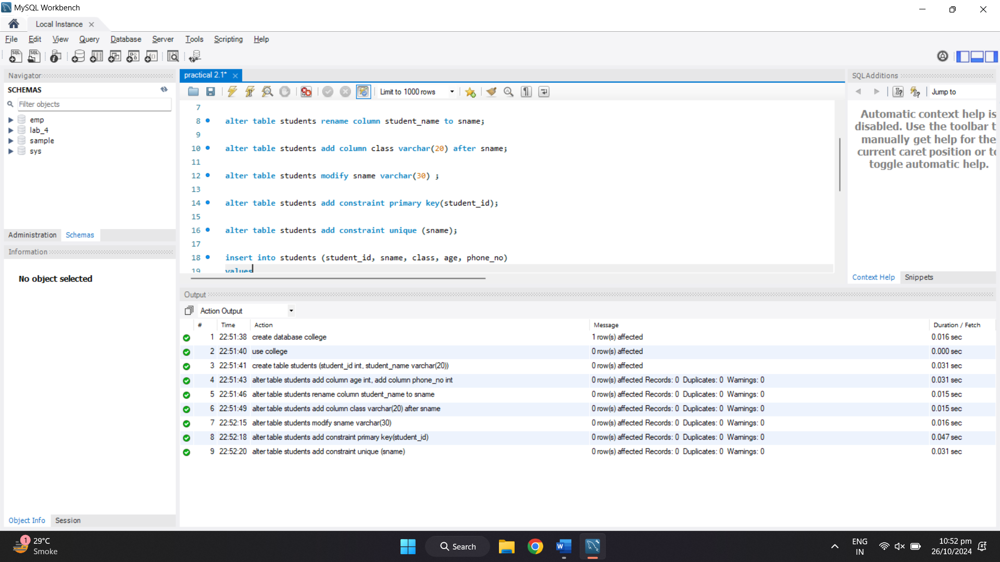 MySQL Workbench
Local Instance
File Edit View Query Database Server Tools Scripting Help
Navigator
SCHEMAS
Filter objects
emp
lab_4
sample
sys
Administration Schemas
Information
No object selected
Object Info Session
practical 2.1*
Limit to 1000 rows
7
8 alter table students rename column student_name to sname;
9
10 alter table students add column class varchar(20) after sname;
11
12 alter table students modify sname varchar(30) ;
13
14 alter table students add constraint primary key(student_id);
15
16 alter table students add constraint unique (sname);
17
18 insert into students (student_id, sname, class, age, phone_no)
19 values
SQLAdditions
Jump to
Automatic context help is
disabled. Use the toolbar t
manually get help for the
current caret position or to
toggle automatic help.
Context Help Snippets
Output
Action Output
# Time Action Message Duration / Fetch
1 22:51:38 create database college 1 row(s) affected 0.016 sec
2 22:51:40 use college 0 row(s) affected 0.000 sec
3 22:51:41 create table students (student_id int, student_name varchar(20)) 0 row(s) affected 0.031 sec
4 22:51:43 alter table students add column age int, add column phone_no int 0 row(s) affected Records: 0 Duplicates: 0 Warnings: 0 0.031 sec
5 22:51:46 alter table students rename column student_name to sname 0 row(s) affected Records: 0 Duplicates: 0 Warnings: 0 0.015 sec
6 22:51:49 alter table students add column class varchar(20) after sname 0 row(s) affected Records: 0 Duplicates: 0 Warnings: 0 0.015 sec
7 22:52:15 alter table students modify sname varchar(30) 0 row(s) affected Records: 0 Duplicates: 0 Warnings: 0 0.016 sec
8 22:52:18 alter table students add constraint primary key(student_id) 0 row(s) affected Records: 0 Duplicates: 0 Warnings: 0 0.047 sec
9 22:52:20 alter table students add constraint unique (sname) 0 row(s) affected Records: 0 Duplicates: 0 Warnings: 0 0.031 sec
1
29°C
Smoke
Search
ENG
IN
10:52 pm
26/10/2024